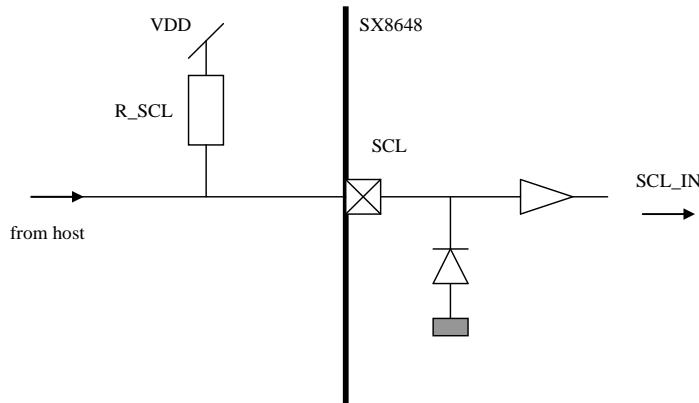 VDD
SX8648
R_SCL
SCL
SCL_IN
from host